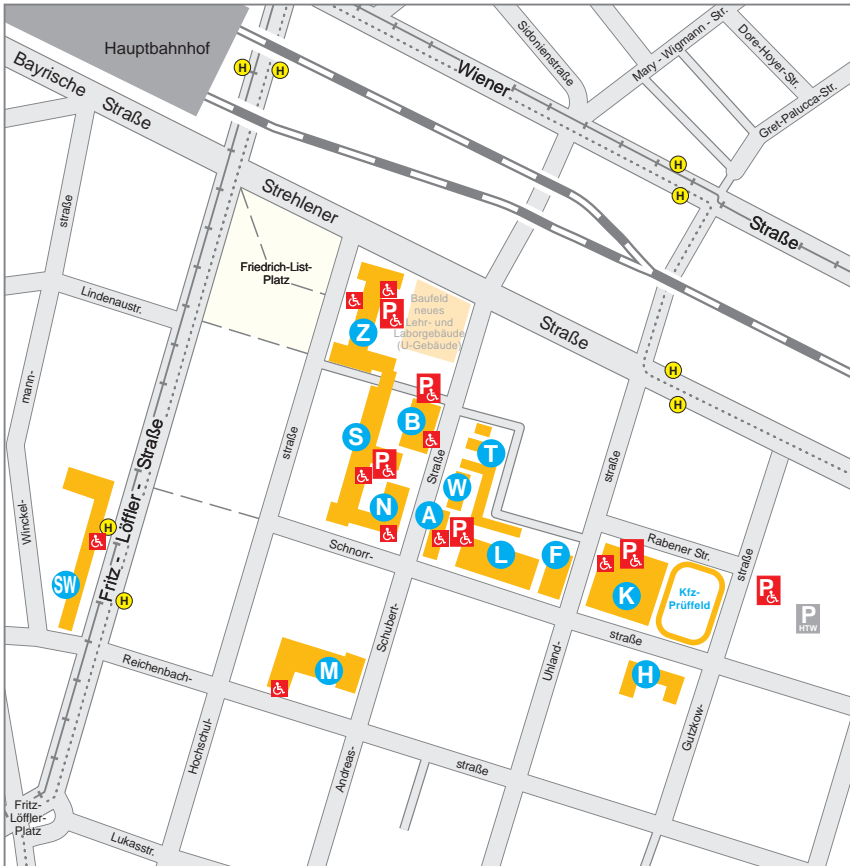 Hauptbahnhof
Bayrische
Straße
Wiener
Straße
Sidonienstraße
Mary - Wigmann - Str.
Dore-Hoyer-Str.
Gret-Palucca-Str.
H
H
H
H
Strehlener
Straße
Friedrich-List-
Platz
straße
Lindenaustr.
Baufeld
neues
Lehr- und
Laborgebäude
(U-Gebäude)
P
Z
H
H
mann-
Winckel-
Fritz - Löffler - Straße
straße
P
B
S
P
Straße
T
W
straße
N
A
P
L
F
H
SW
H
Schnorr-
Rabener Str.
P
K
Kfz-
Prüffeld
straße
P
P
HTW
straße
Reichenbach-
M
Schubert-
Uhland-
H
Gutzkow-
Hochschul-
Andreas-
straße
Fritz-
Löffler-
Platz
Lukasstr.